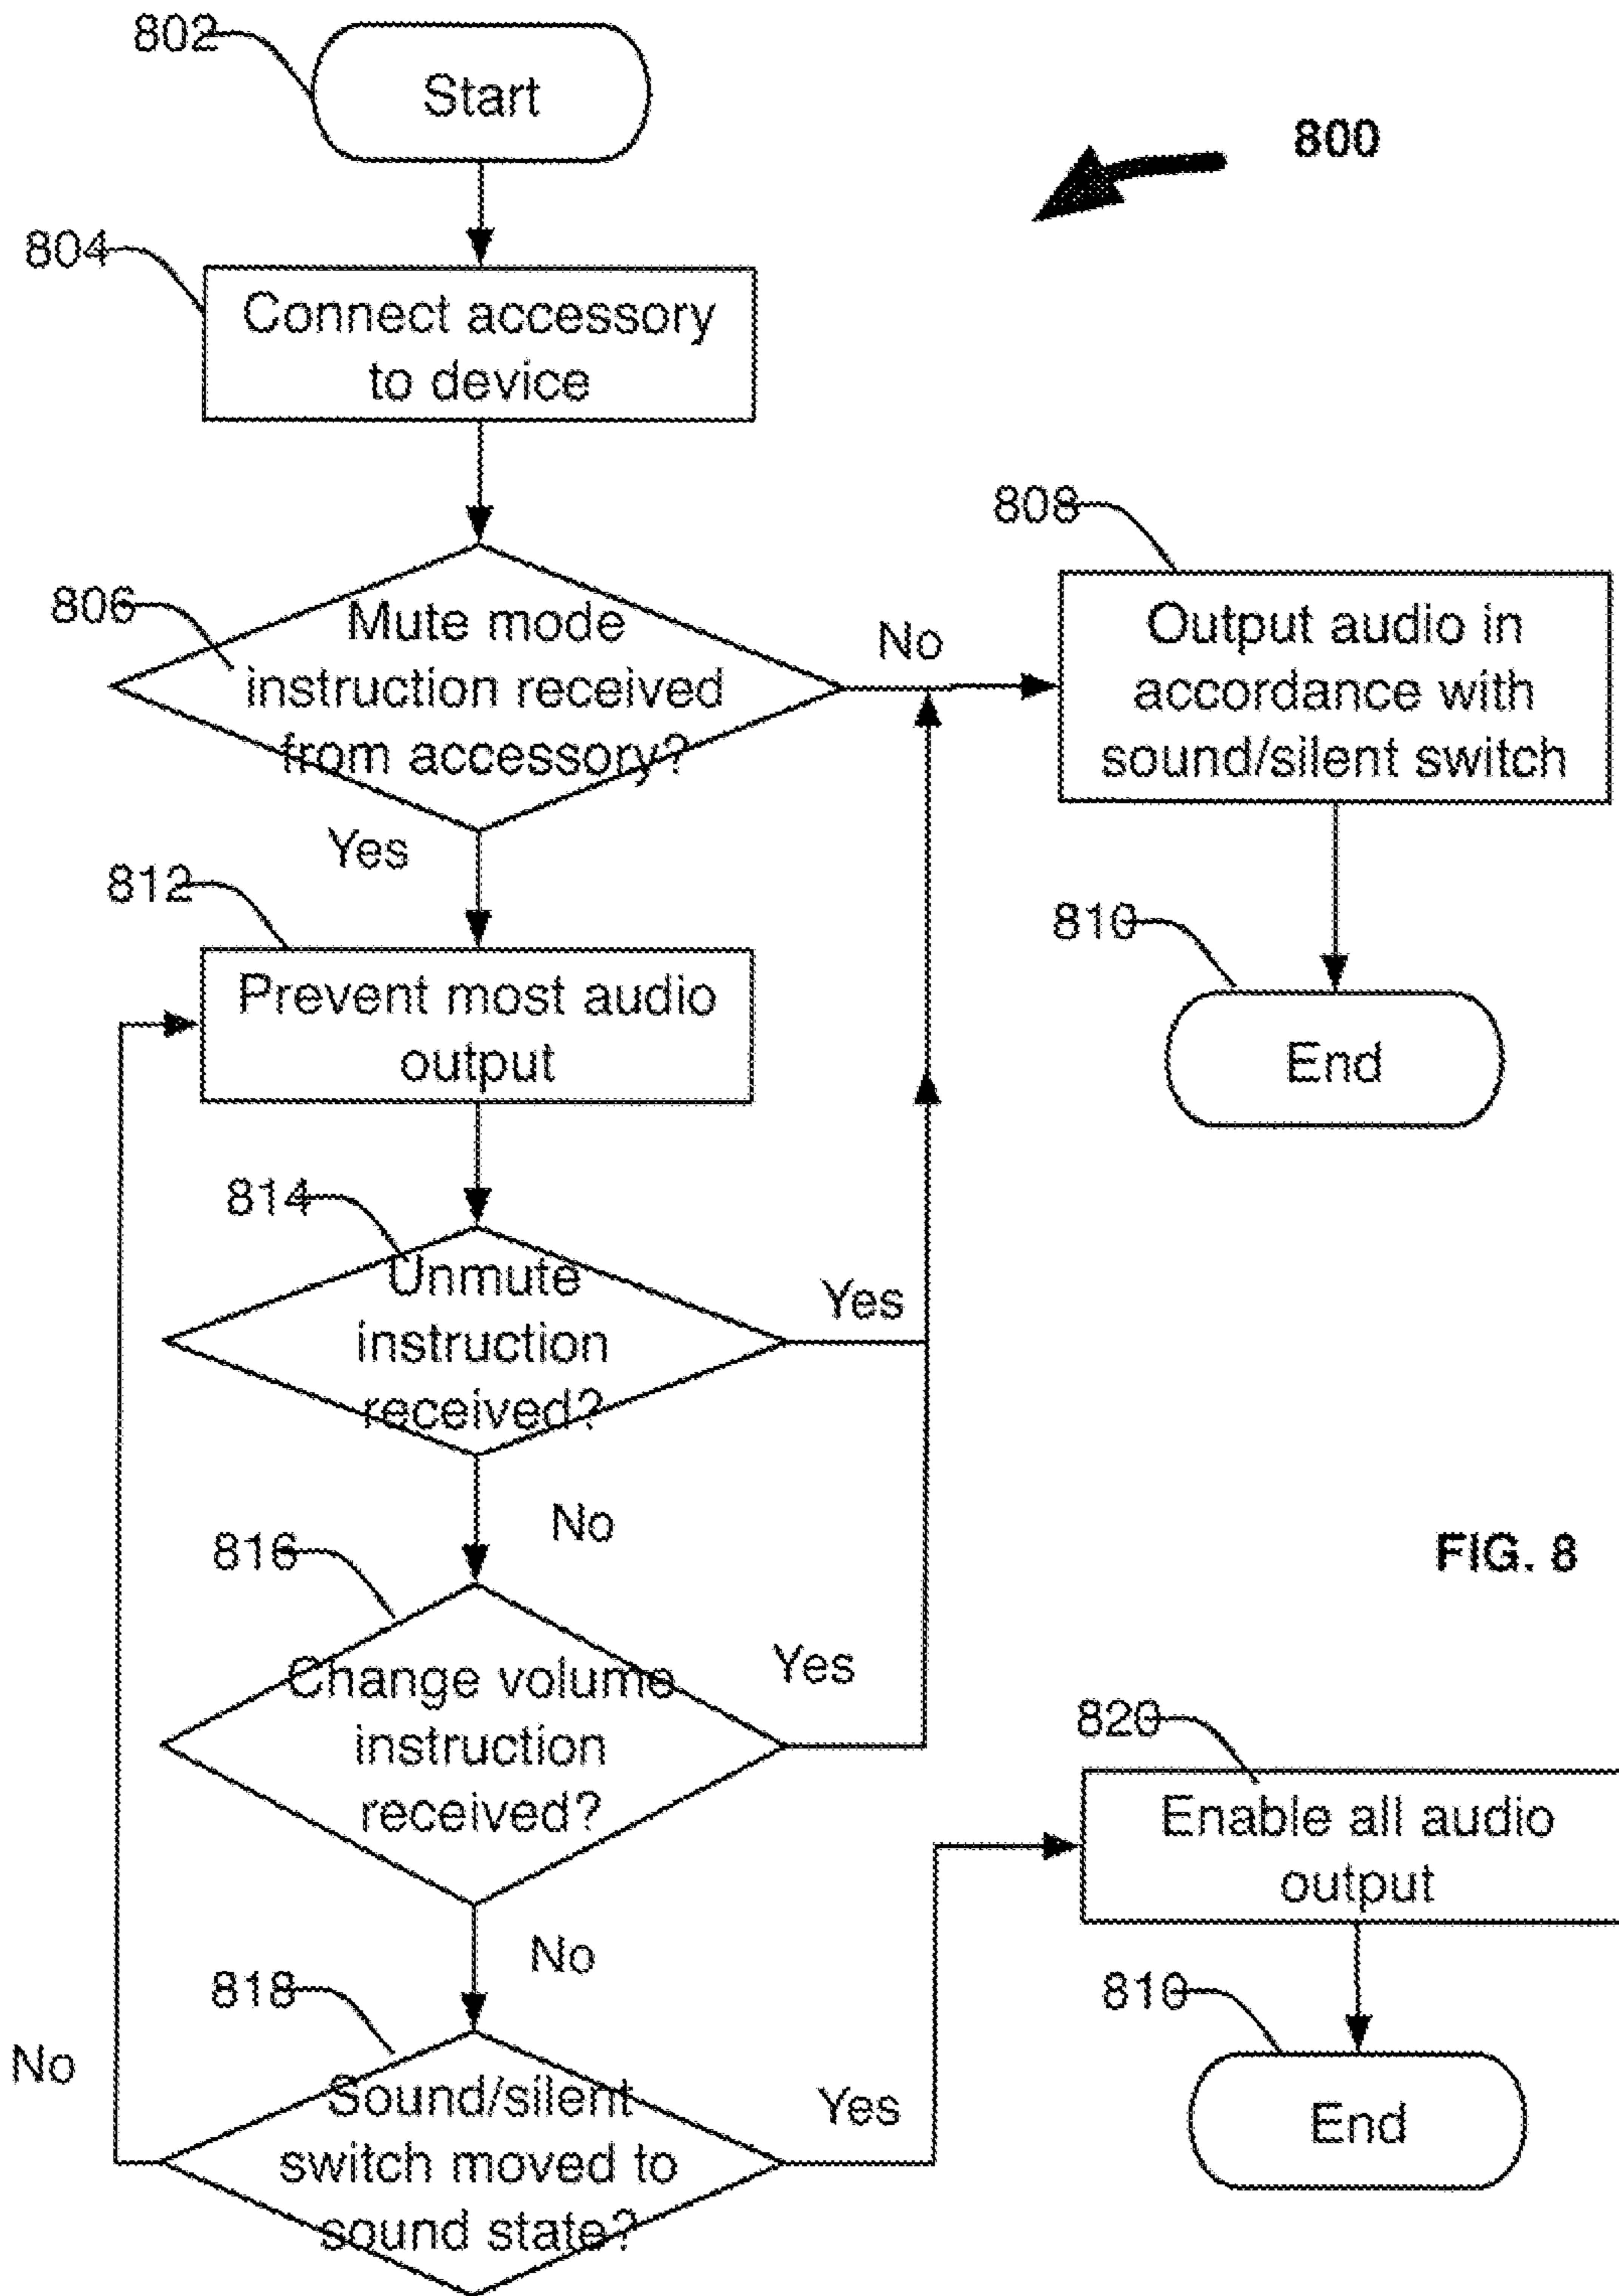 802
Start
800
804
Connect accessory
to device
806
Mute mode
instruction received
from accessory?
No
808
Output audio in
accordance with
sound/silent switch
Yes
812
Prevent most audio
output
810
End
814
Unmute
instruction
received?
Yes
No
816
Change volume
instruction
received?
Yes
FIG. 8
820
Enable all audio
output
No
818
Sound/silent
switch moved to
sound state?
No
Yes
810
End